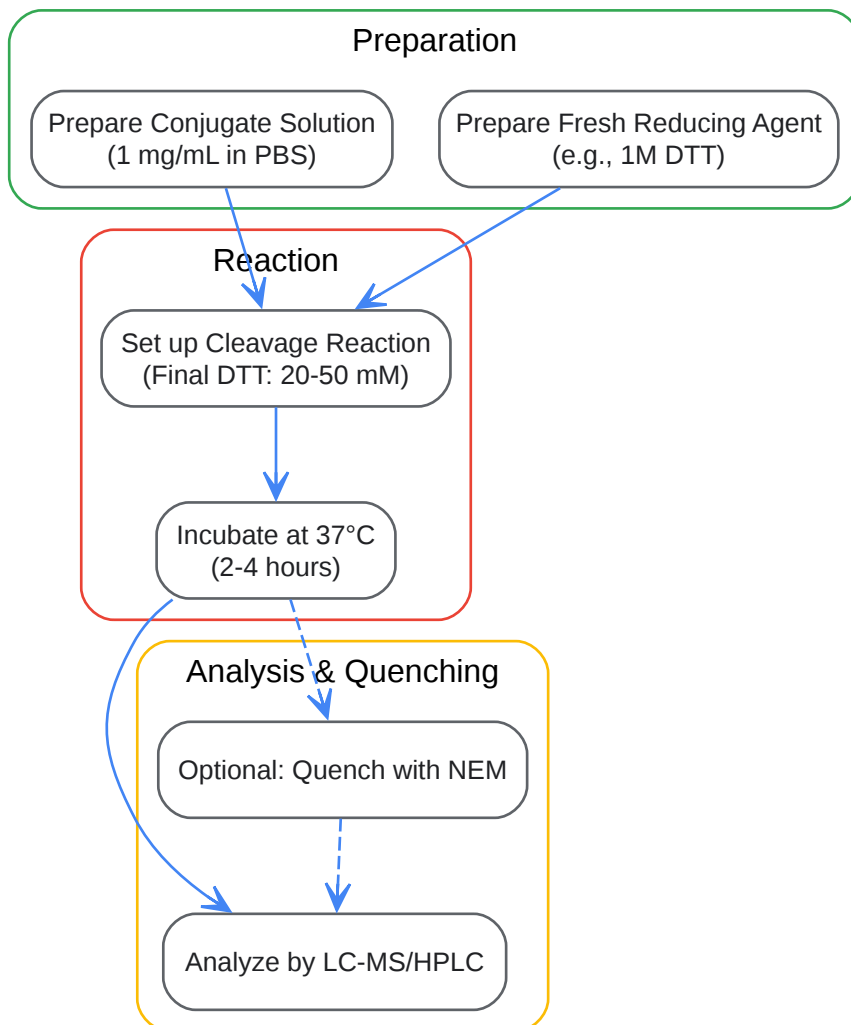 Preparation
Prepare Conjugate Solution
(1 mg/mL in PBS)
Prepare Fresh Reducing Agent
(e.g., 1M DTT)
Reaction
Set up Cleavage Reaction
(Final DTT: 20-50 mM)
Incubate at 37°C
(2-4 hours)
Analysis & Quenching
Optional: Quench with NEM
Analyze by LC-MS/HPLC